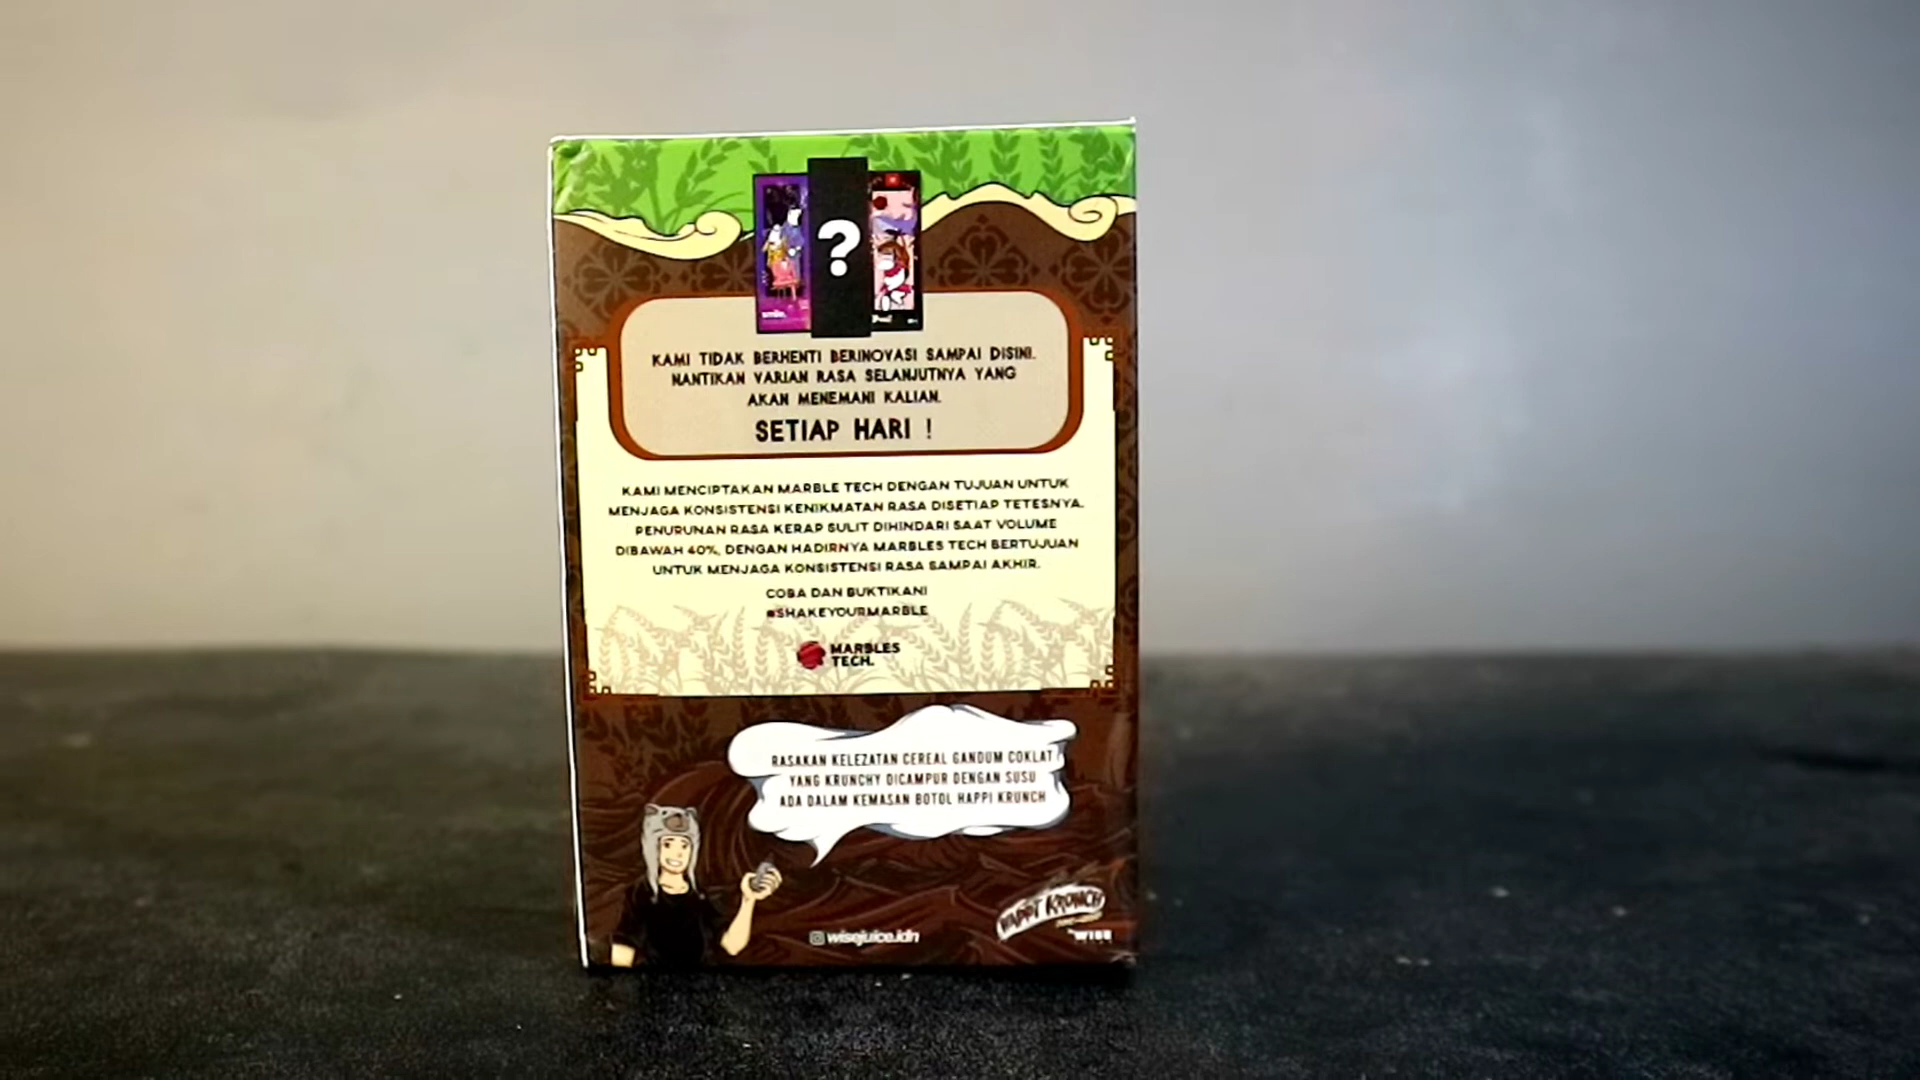 ?
smile.
KAMI TIDAK BERHENTI BERINOVASI SAMPAI DISINI.
NANTIKAN VARIAN RASA SELANJUTNYA YANG
AKAN MENEMANI KALIAN.
SETIAP HARI !
KAMI MENCIPTAKAN MARBLE TECH DENGAN TUJUAN UNTUK
MENJAGA KONSISTENSI KENIKMATAN RASA DISETIAP TETESNYA.
PENURUNAN RASA KERAP SULIT DIHINDARI SAAT VOLUME
DIBAWAH 40%, DENGAN HADIRNYA MARBLES TECH BERTUJUAN
UNTUK MENJAGA KONSISTENSI RASA SAMPAI AKHIR.
COBA DAN BUKTIKAN!
#SHAKEYOURMARBLE
MARBLES
TECH.
RASAKAN KELEZATAN CEREAL GANDUM COKLAT
YANG KRUNCHY DICAMPUR DENGAN SUSU
ADA DALAM KEMASAN BOTOL HAPPI KRUNCH
wisejuice.idn
HAPPI KRUNCH
WISE